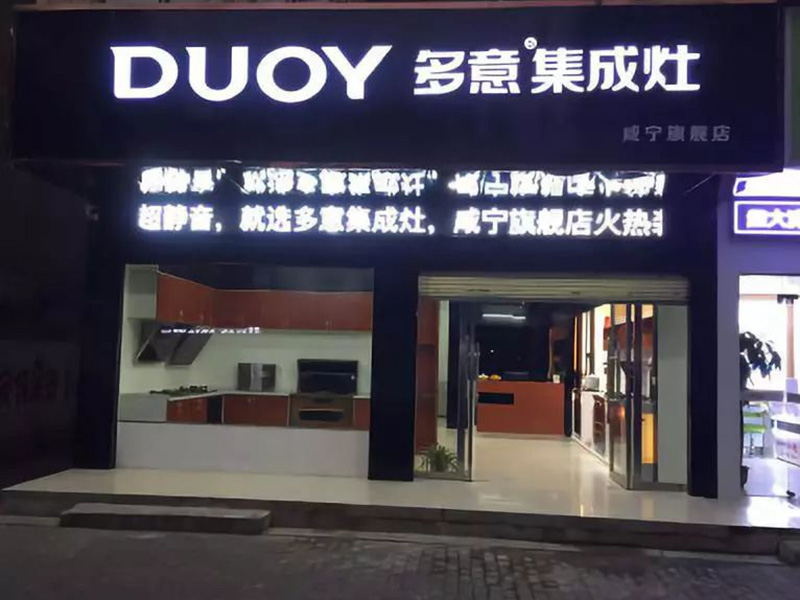 DUOY 多意®集成灶
咸宁旗舰店
超静音，就选多意集成灶，咸宁旗舰店火热
大